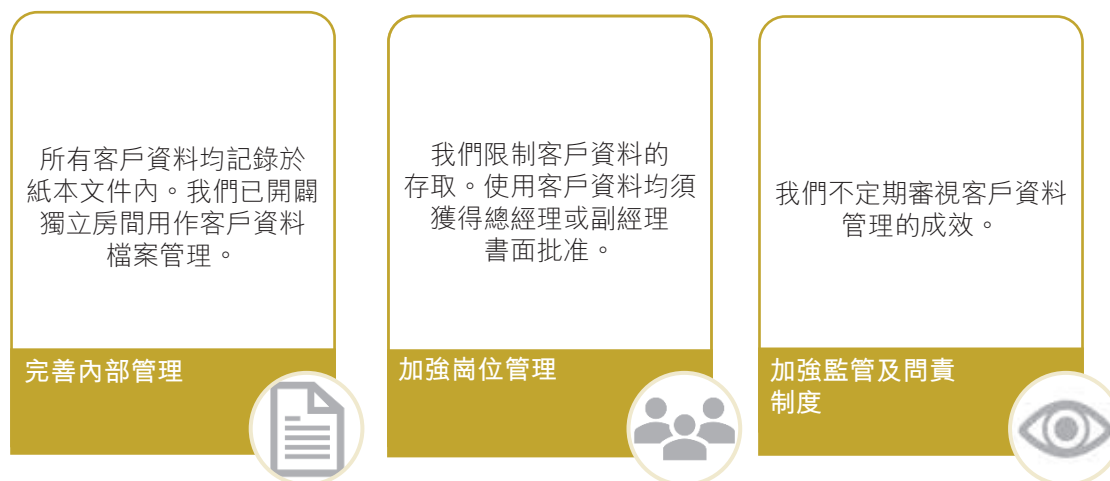 所有客戶資料均記錄於
紙本文件內。我們已開闢
獨立房間用作客戶資料
檔案管理。
完善內部管理
我們限制客戶資料的
存取。使用客戶資料均須
獲得總經理或副經理
書面批准。
加強崗位管理
我們不定期審視客戶資料
管理的成效。
加強監管及問責
制度